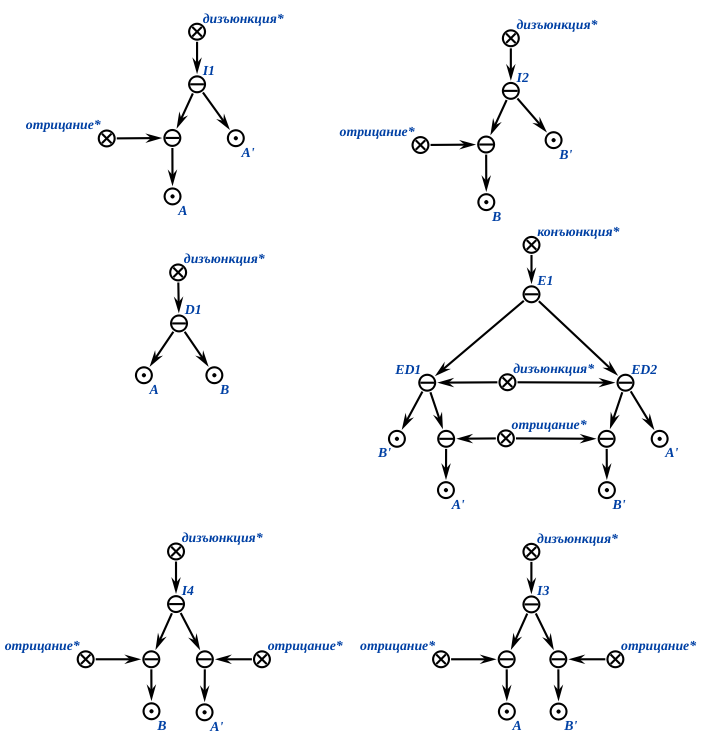 дизъюнкция*
I1
отрицание*
A'
A
дизъюнкция*
I2
отрицание*
B'
B
дизъюнкция*
D1
A
B
конъюнкция*
E1
ED1
дизъюнкция*
ED2
B'
отрицание*
A'
A'
B'
дизъюнкция*
I4
отрицание*
отрицание*
B
A'
дизъюнкция*
I3
отрицание*
отрицание*
A
B'